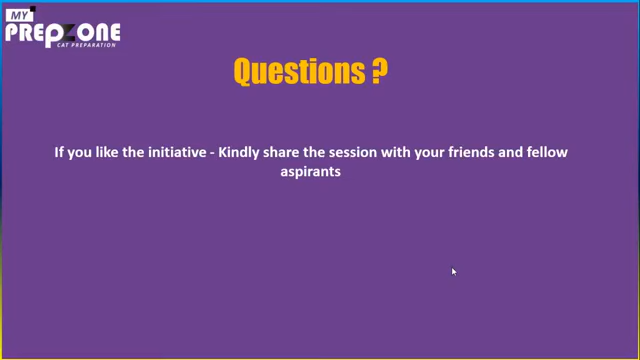 MY
PREPZONE
CAT PREPARATION
Questions ?
If you like the initiative - Kindly share the session with your friends and fellow
aspirants